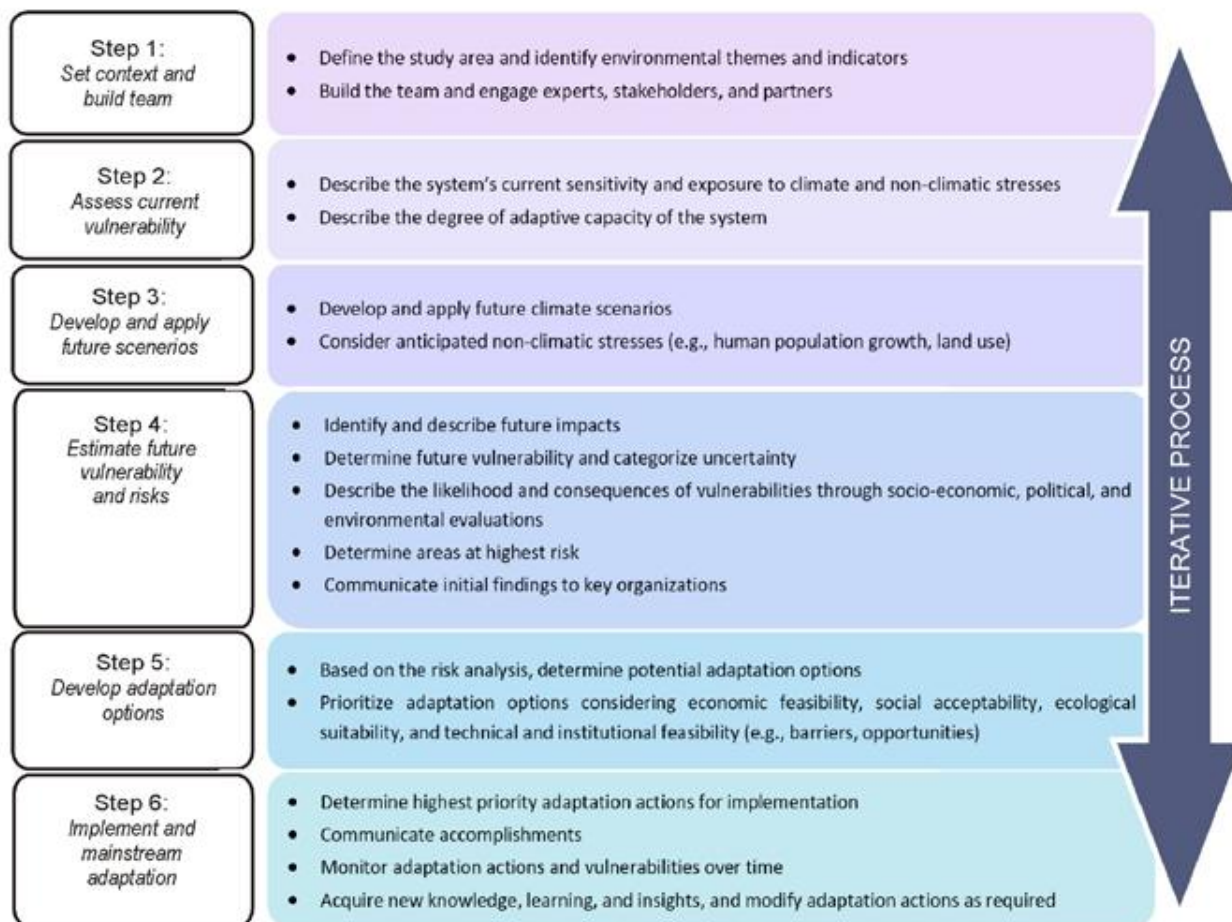 Step 1:
Set context and
build team
• Define the study area and identify environmental themes and indicators
• Build the team and engage experts, stakeholders, and partners
Step 2:
Assess current
vulnerability
• Describe the system's current sensitivity and exposure to climate and non-climatic stresses
• Describe the degree of adaptive capacity of the system
Step 3:
Develop and apply
future scenerios
• Develop and apply future climate scenarios
• Consider anticipated non-climatic stresses (e.g., human population growth, land use)
Step 4:
Estimate future
vulnerability
and risks
• Identify and describe future impacts
• Determine future vulnerability and categorize uncertainty
• Describe the likelihood and consequences of vulnerabilities through socio-economic, political, and
environmental evaluations
• Determine areas at highest risk
• Communicate initial findings to key organizations
Step 5:
Develop adaptation
options
• Based on the risk analysis, determine potential adaptation options
• Prioritize adaptation options considering economic feasibility, social acceptability, ecological
suitability, and technical and institutional feasibility (e.g., barriers, opportunities)
Step 6:
Implement and
mainstream
adaptation
• Determine highest priority adaptation actions for implementation
• Communicate accomplishments
• Monitor adaptation actions and vulnerabilities over time
• Acquire new knowledge, learning, and insights, and modify adaptation actions as required
ITERATIVE PROCESS